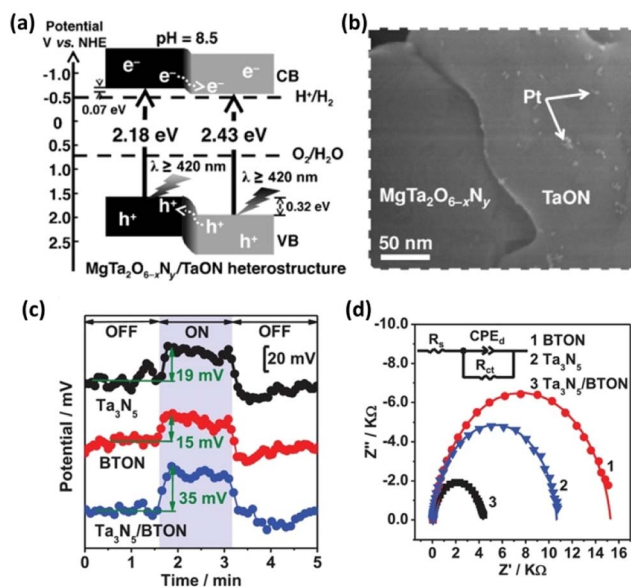 (a)
Potential
V vs. NHE
pH = 8.5
-1.0
-0.5
0
0.5
1.0
1.5
2.0
2.5
e⁻
e⁻
e⁻
e⁻
CB
H⁺/H₂
0.07 eV
2.18 eV
2.43 eV
O₂/H₂O
λ ≥ 420 nm
λ ≥ 420 nm
h⁺
h⁺
h⁺
h⁺
0.32 eV
VB
MgTa₂O₆₋ₓNᵧ/TaON heterostructure
(b)
Pt
MgTa₂O₆₋ₓNᵧ
TaON
50 nm
(c)
OFF
ON
OFF
20 mV
19 mV
Ta₃N₅
15 mV
BTON
35 mV
Ta₃N₅/BTON
Potential / mV
0
1
2
3
4
5
Time / min
(d)
-10.0
-8.0
-6.0
-4.0
-2.0
0.0
Z'' / KΩ
Rs
CPEd
Rct
1 BTON
2 Ta₃N₅
3 Ta₃N₅/BTON
1
2
3
0
2
4
6
8
10
12
14
16
Z' / KΩ